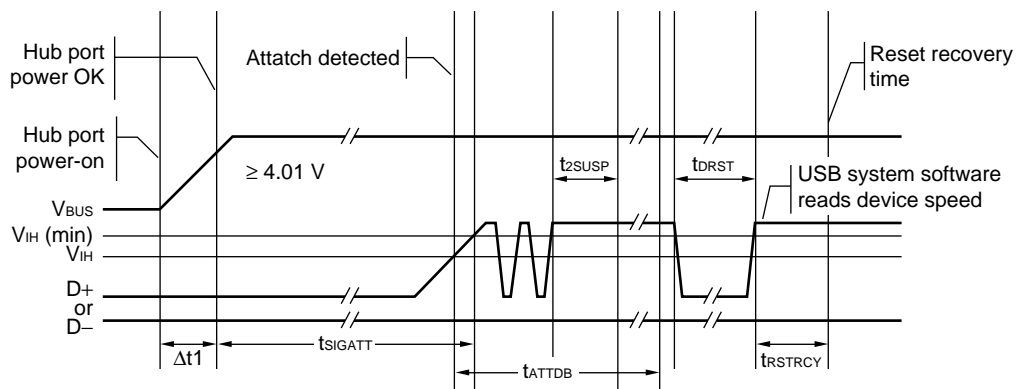 Hub port
power OK
Attatch detected
Reset recovery
time
Hub port
power-on
≥ 4.01 V
t2SUSP
tDRST
USB system software
reads device speed
VBUS
VIH (min)
VIH
D+
or
D−
Δt1
tSIGATT
tATTDB
tRSTRCY